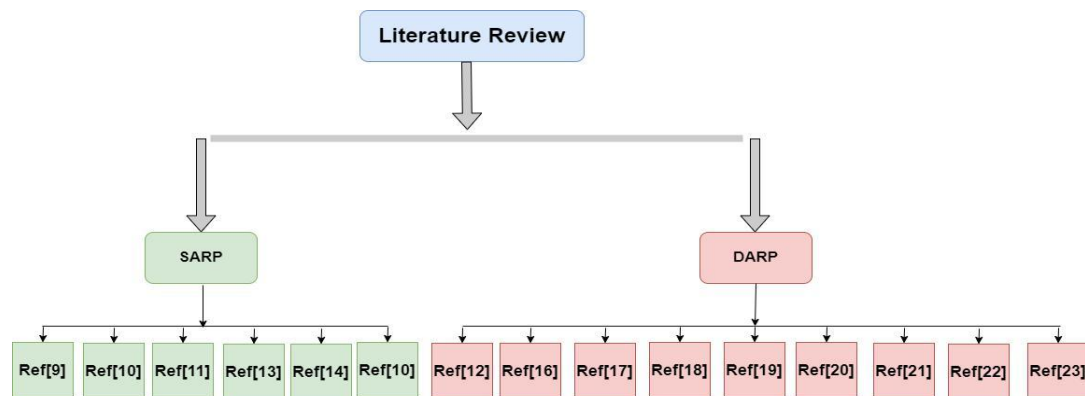 Literature Review
SARP
DARP
Ref[9]
Ref[10]
Ref[11]
Ref[13]
Ref[14]
Ref[10]
Ref[12]
Ref[16]
Ref[17]
Ref[18]
Ref[19]
Ref[20]
Ref[21]
Ref[22]
Ref[23]